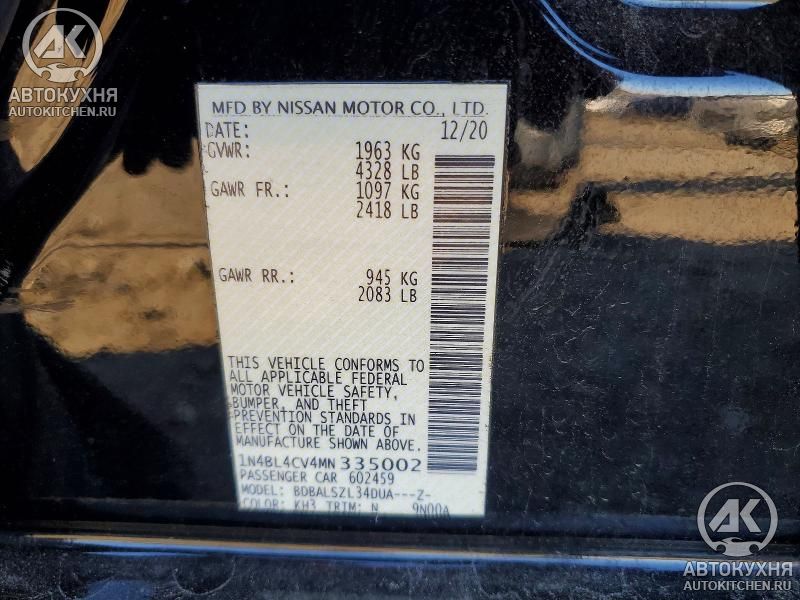 AK
АВТОКУХНЯ
AUTOKITCHEN.RU
MFD BY NISSAN MOTOR CO., LTD.
DATE: 12/20
GVWR: 1963 KG
4328 LB
GAWR FR.: 1097 KG
2418 LB
GAWR RR.: 945 KG
2083 LB
THIS VEHICLE CONFORMS TO
ALL APPLICABLE FEDERAL
MOTOR VEHICLE SAFETY,
BUMPER, AND THEFT
PREVENTION STANDARDS IN
EFFECT ON THE DATE OF
MANUFACTURE SHOWN ABOVE.
1N4BL4CV4MN335002
PASSENGER CAR 602459
MODEL: BDBALSZL34DUA---Z-
COLOR: KH3 TRIM: N 9N00A
AK
АВТОКУХНЯ
AUTOKITCHEN.RU